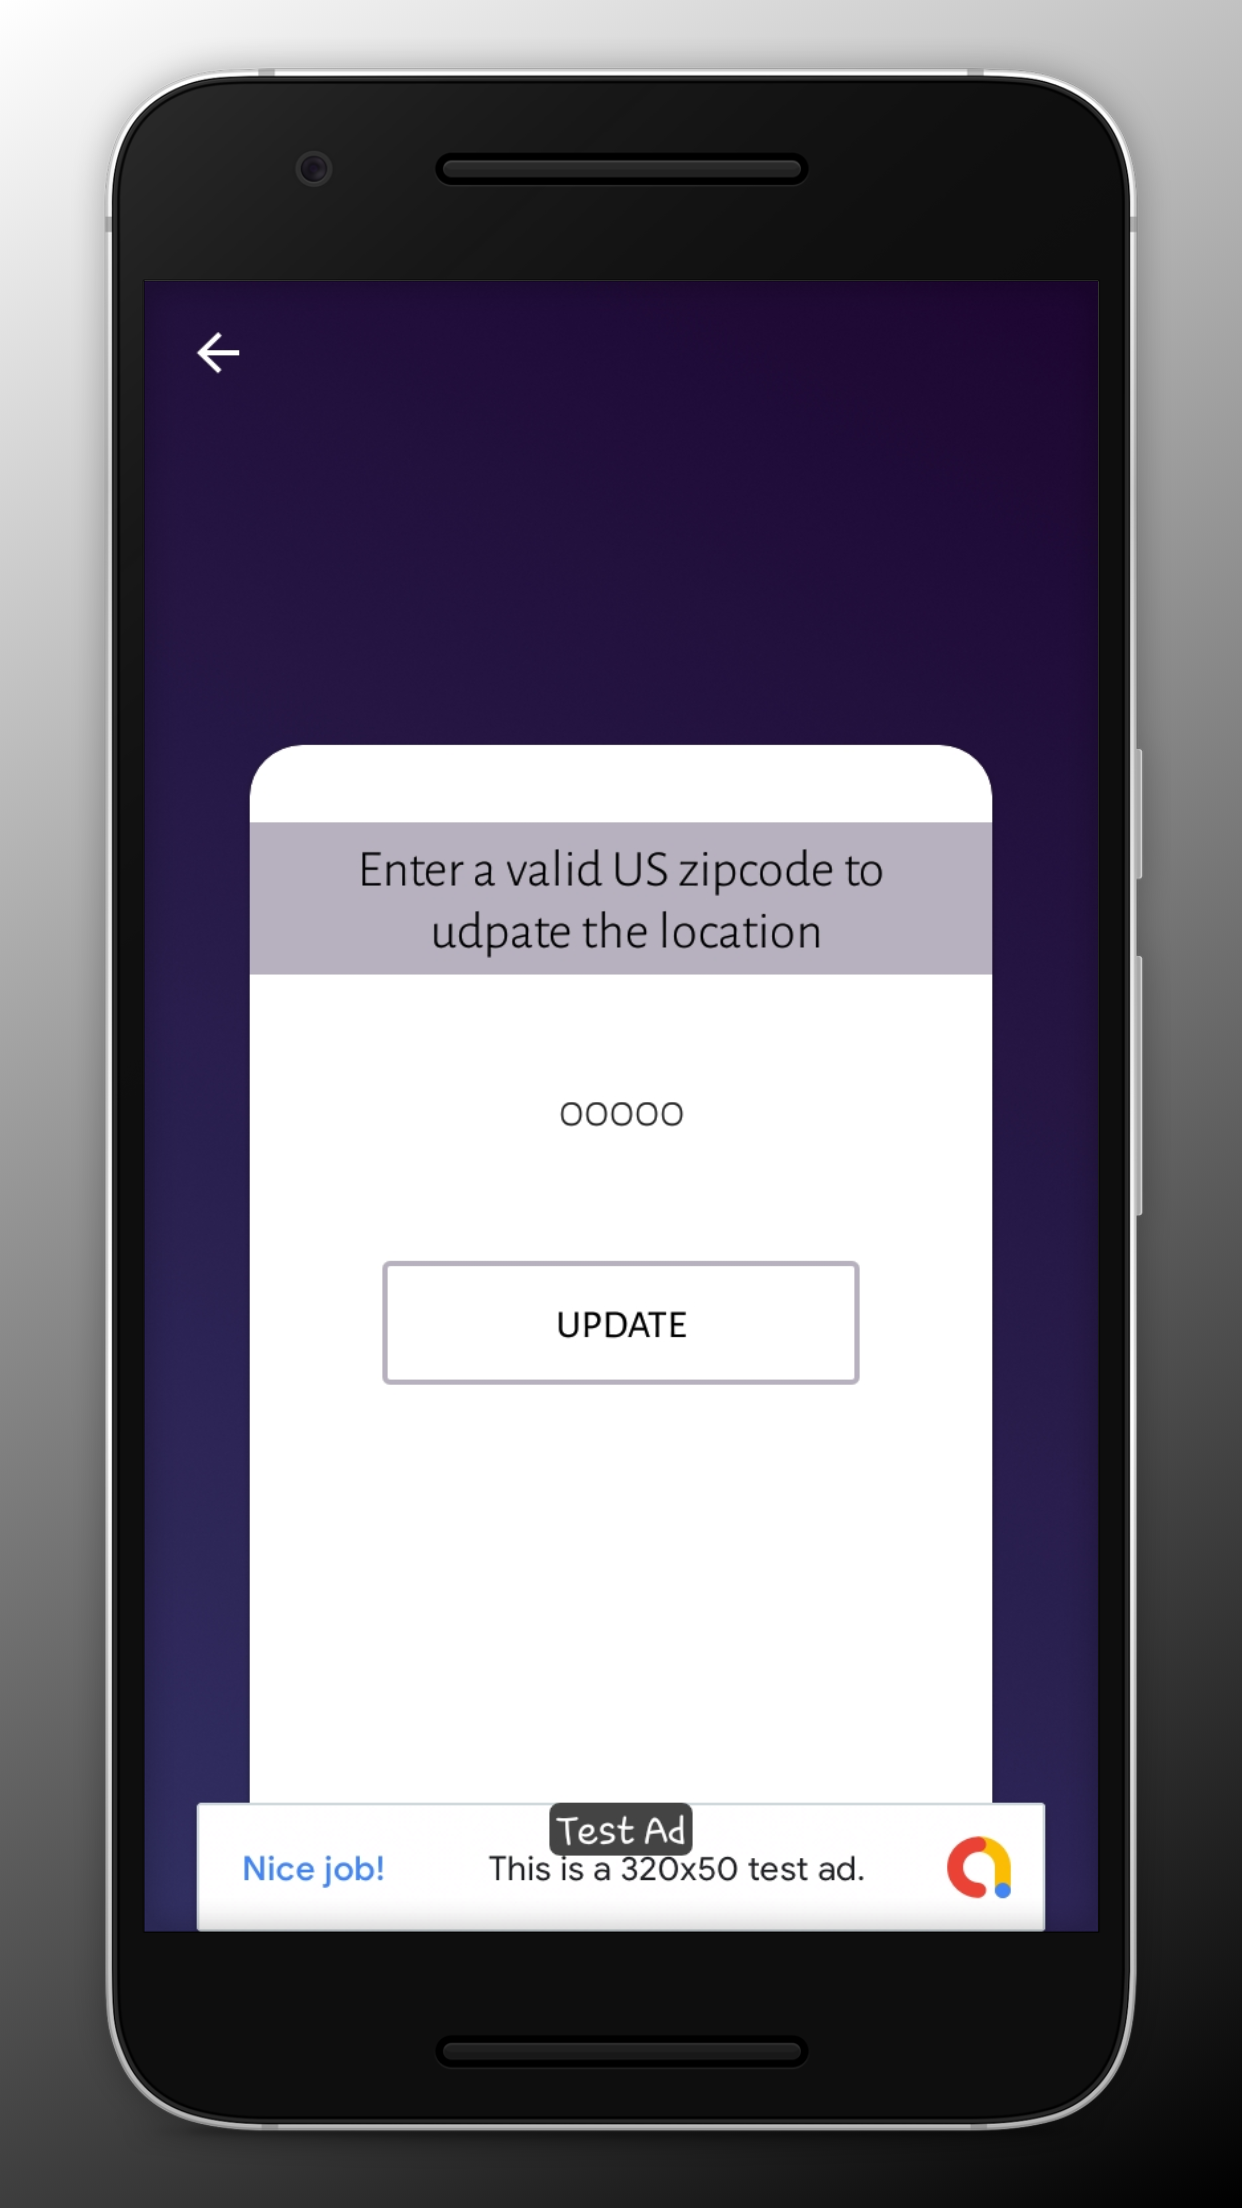 Enter a valid US zipcode to
udpate the location
00000
UPDATE
Test Ad
Nice job!
This is a 320x50 test ad.